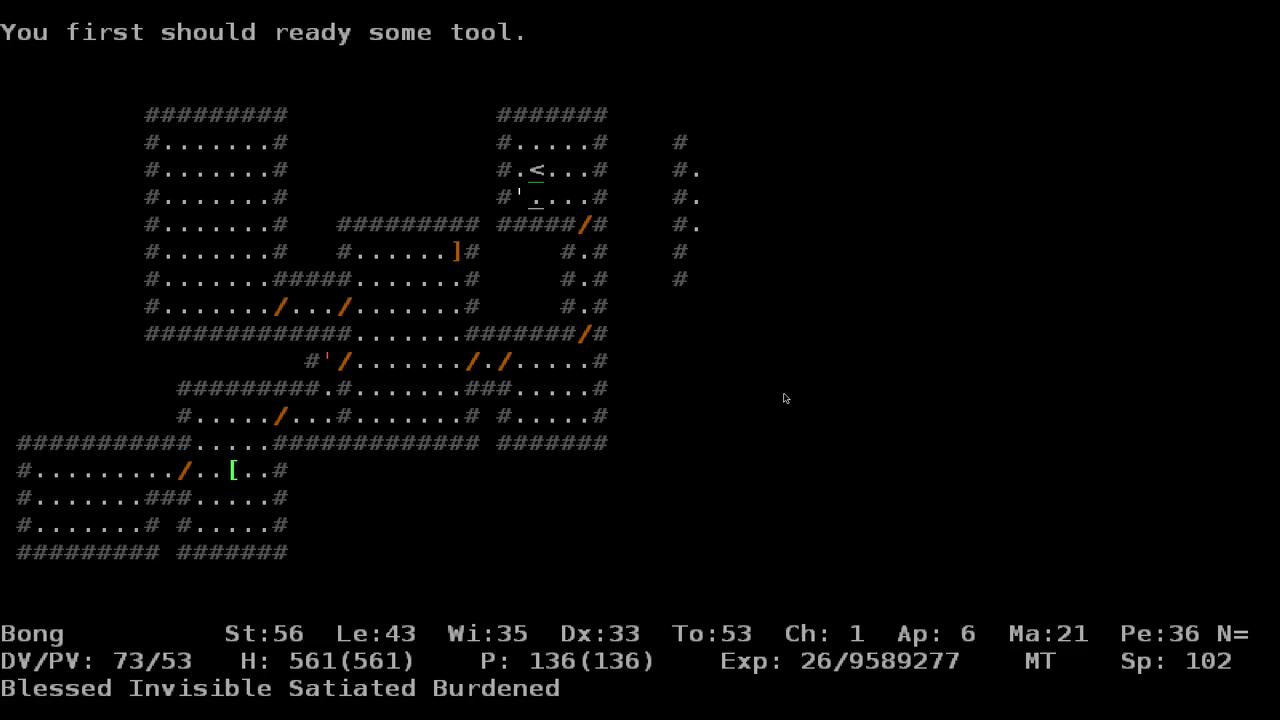 You first should ready some tool.
         #########             #######
         #.......#             #.....#    #
         #.......#             #.<...#    #.
         #.......#             #'....#    #.
         #.......#   ######### #####/#    #.
         #.......#   #......]#     #.#    #
         #.......#####.......#     #.#    #
         #......./.../.......#     #.#
         #############.......#######/#
                   #'/......././.....#
           #########.#.......###.....#
           #...../...#.......# #.....#
 ###########.....############# #######
 #........./..[..#
 #.......###.....#
 #.......# #.....#
 ######### #######
Bong          St:56  Le:43  Wi:35  Dx:33  To:53  Ch: 1  Ap: 6  Ma:21  Pe:36 N=
DV/PV: 73/53   H: 561(561)    P: 136(136)    Exp: 26/9589277    MT    Sp: 102
Blessed Invisible Satiated Burdened